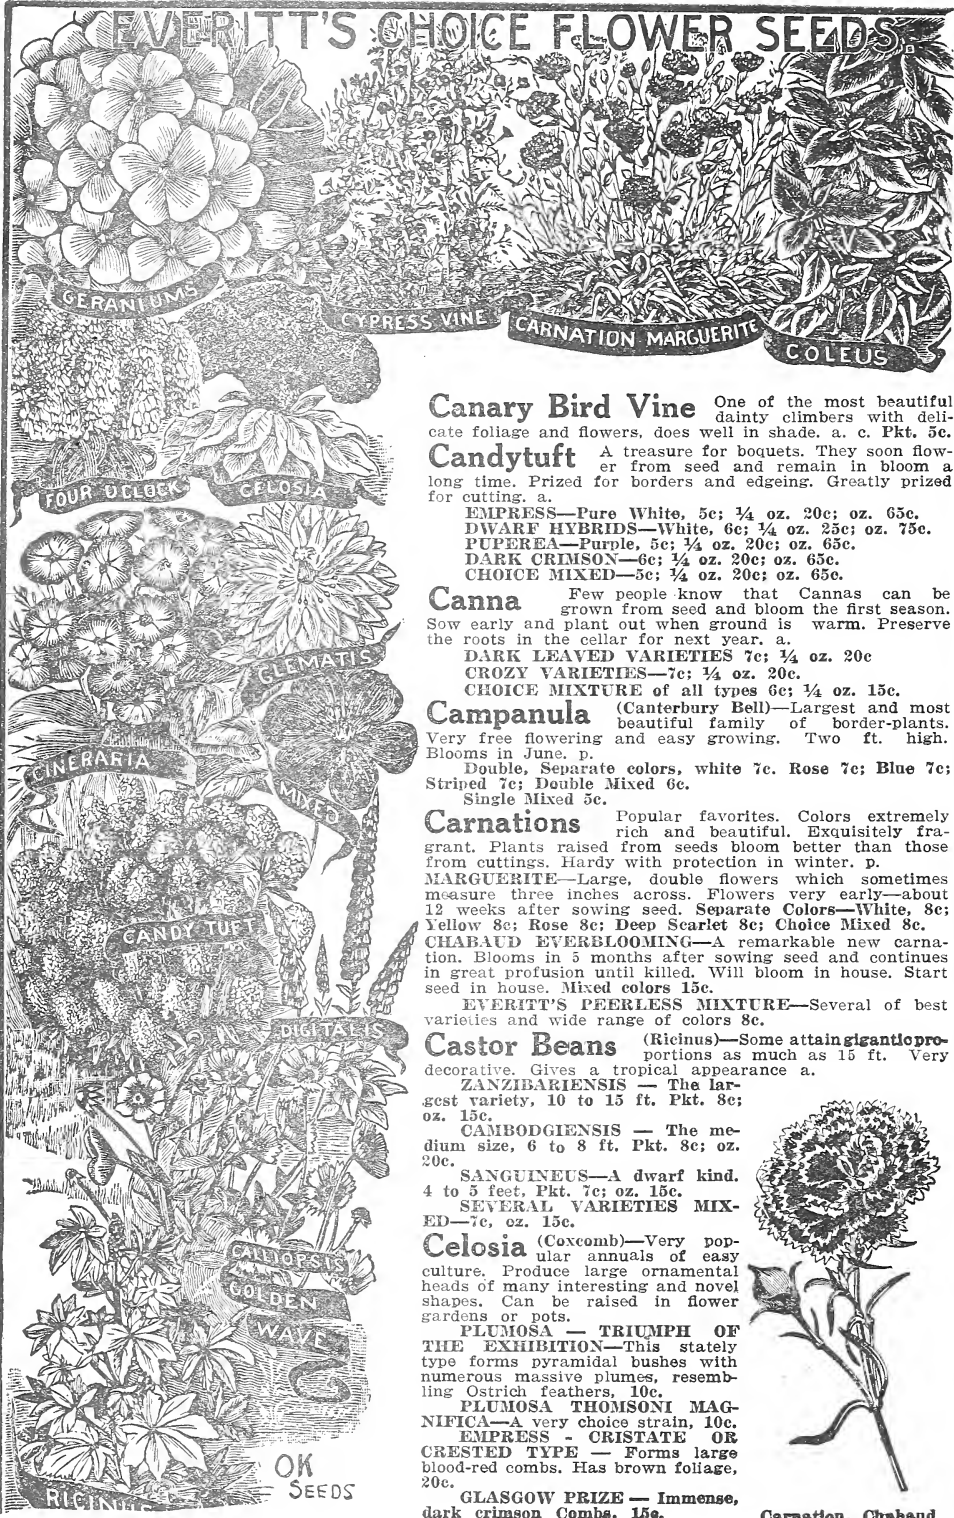 EVERITT'S CHOICE FLOWER SEEDS.
GERANIUMS
CYPRESS VINE
CARNATION MARGUERITE
COLEUS
FOUR O'CLOCK
CELOSIA
CLEMATIS
CINERARIA
MIXED
CANDY TUFT
DIGITALIS
CALLIOPSIS
GOLDEN
WAVE
RICINUS
OK
SEEDS
Canary Bird Vine One of the most beautiful
dainty climbers with deli-
cate foliage and flowers, does well in shade. a. c. Pkt. 5c.
Candytuft A treasure for boquets. They soon flow-
er from seed and remain in bloom a
long time. Prized for borders and edgeing. Greatly prized
for cutting. a.
EMPRESS—Pure White, 5c; ¼ oz. 20c; oz. 65c.
DWARF HYBRIDS—White, 6c; ¼ oz. 25c; oz. 75c.
PUPEREA—Purple, 5c; ¼ oz. 20c; oz. 65c.
DARK CRIMSON—6c; ¼ oz. 20c; oz. 65c.
CHOICE MIXED—5c; ¼ oz. 20c; oz. 65c.
Canna Few people know that Cannas can be
grown from seed and bloom the first season.
Sow early and plant out when ground is warm. Preserve
the roots in the cellar for next year. a.
DARK LEAVED VARIETIES 7c; ¼ oz. 20c
CROZY VARIETIES—7c; ¼ oz. 20c.
CHOICE MIXTURE of all types 6c; ¼ oz. 15c.
Campanula (Canterbury Bell)—Largest and most
beautiful family of border-plants.
Very free flowering and easy growing. Two ft. high.
Blooms in June. p.
Double, Separate colors, white 7c. Rose 7c; Blue 7c;
Striped 7c; Double Mixed 6c.
Single Mixed 5c.
Carnations Popular favorites. Colors extremely
rich and beautiful. Exquisitely fra-
grant. Plants raised from seeds bloom better than those
from cuttings. Hardy with protection in winter. p.
MARGUERITE—Large, double flowers which sometimes
measure three inches across. Flowers very early—about
12 weeks after sowing seed. Separate Colors—White, 8c;
Yellow 8c; Rose 8c; Deep Scarlet 8c; Choice Mixed 8c.
CHABAUD EVERBLOOMING—A remarkable new carna-
tion. Blooms in 5 months after sowing seed and continues
in great profusion until killed. Will bloom in house. Start
seed in house. Mixed colors 15c.
EVERITT'S PEERLESS MIXTURE—Several of best
varieties and wide range of colors 8c.
Castor Beans (Ricinus)—Some attain gigantic pro-
portions as much as 15 ft. Very
decorative. Gives a tropical appearance a.
ZANZIBARIENSIS — The lar-
gest variety, 10 to 15 ft. Pkt. 8c;
oz. 15c.
CAMBODGIENSIS — The me-
dium size, 6 to 8 ft. Pkt. 8c; oz.
20c.
SANGUINEUS—A dwarf kind.
4 to 5 feet, Pkt. 7c; oz. 15c.
SEVERAL VARIETIES MIX-
ED—7c, oz. 15c.
Celosia (Coxcomb)—Very pop-
ular annuals of easy
culture. Produce large ornamental
heads of many interesting and novel
shapes. Can be raised in flower
gardens or pots.
PLUMOSA — TRIUMPH OF
THE EXHIBITION—This stately
type forms pyramidal bushes with
numerous massive plumes, resemb-
ling Ostrich feathers, 10c.
PLUMOSA THOMSONI MAG-
NIFICA—A very choice strain, 10c.
EMPRESS - CRISTATE OR
CRESTED TYPE — Forms large
blood-red combs. Has brown foliage,
20c.
GLASGOW PRIZE — Immense,
dark crimson Combs. 15c.
Carnation Chabaud